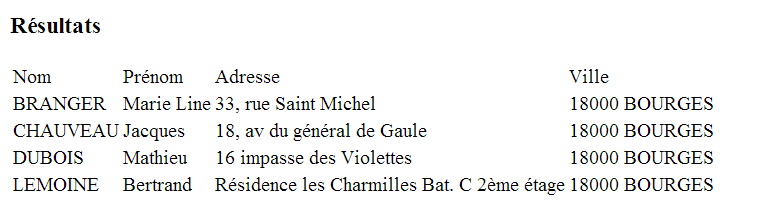 Résultats
Nom Prénom Adresse Ville
BRANGER Marie Line 33, rue Saint Michel 18000 BOURGES
CHAUVEAU Jacques 18, av du général de Gaule 18000 BOURGES
DUBOIS Mathieu 16 impasse des Violettes 18000 BOURGES
LEMOINE Bertrand Résidence les Charmilles Bat. C 2ème étage 18000 BOURGES